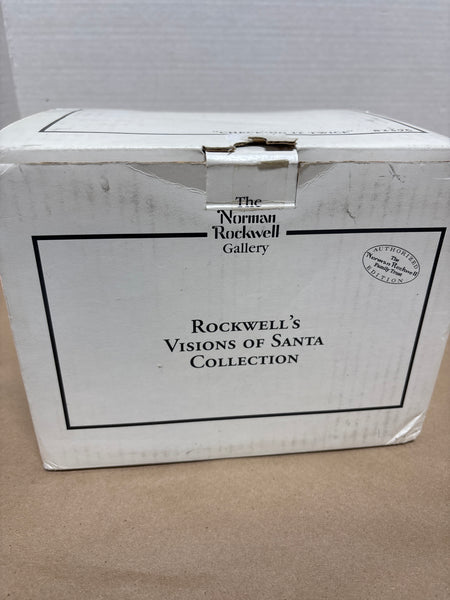 The
Norman
Rockwell
Gallery
AUTHORIZED
The
Norman Rockwell
Family Trust
EDITION
ROCKWELL'S
VISIONS OF SANTA
COLLECTION